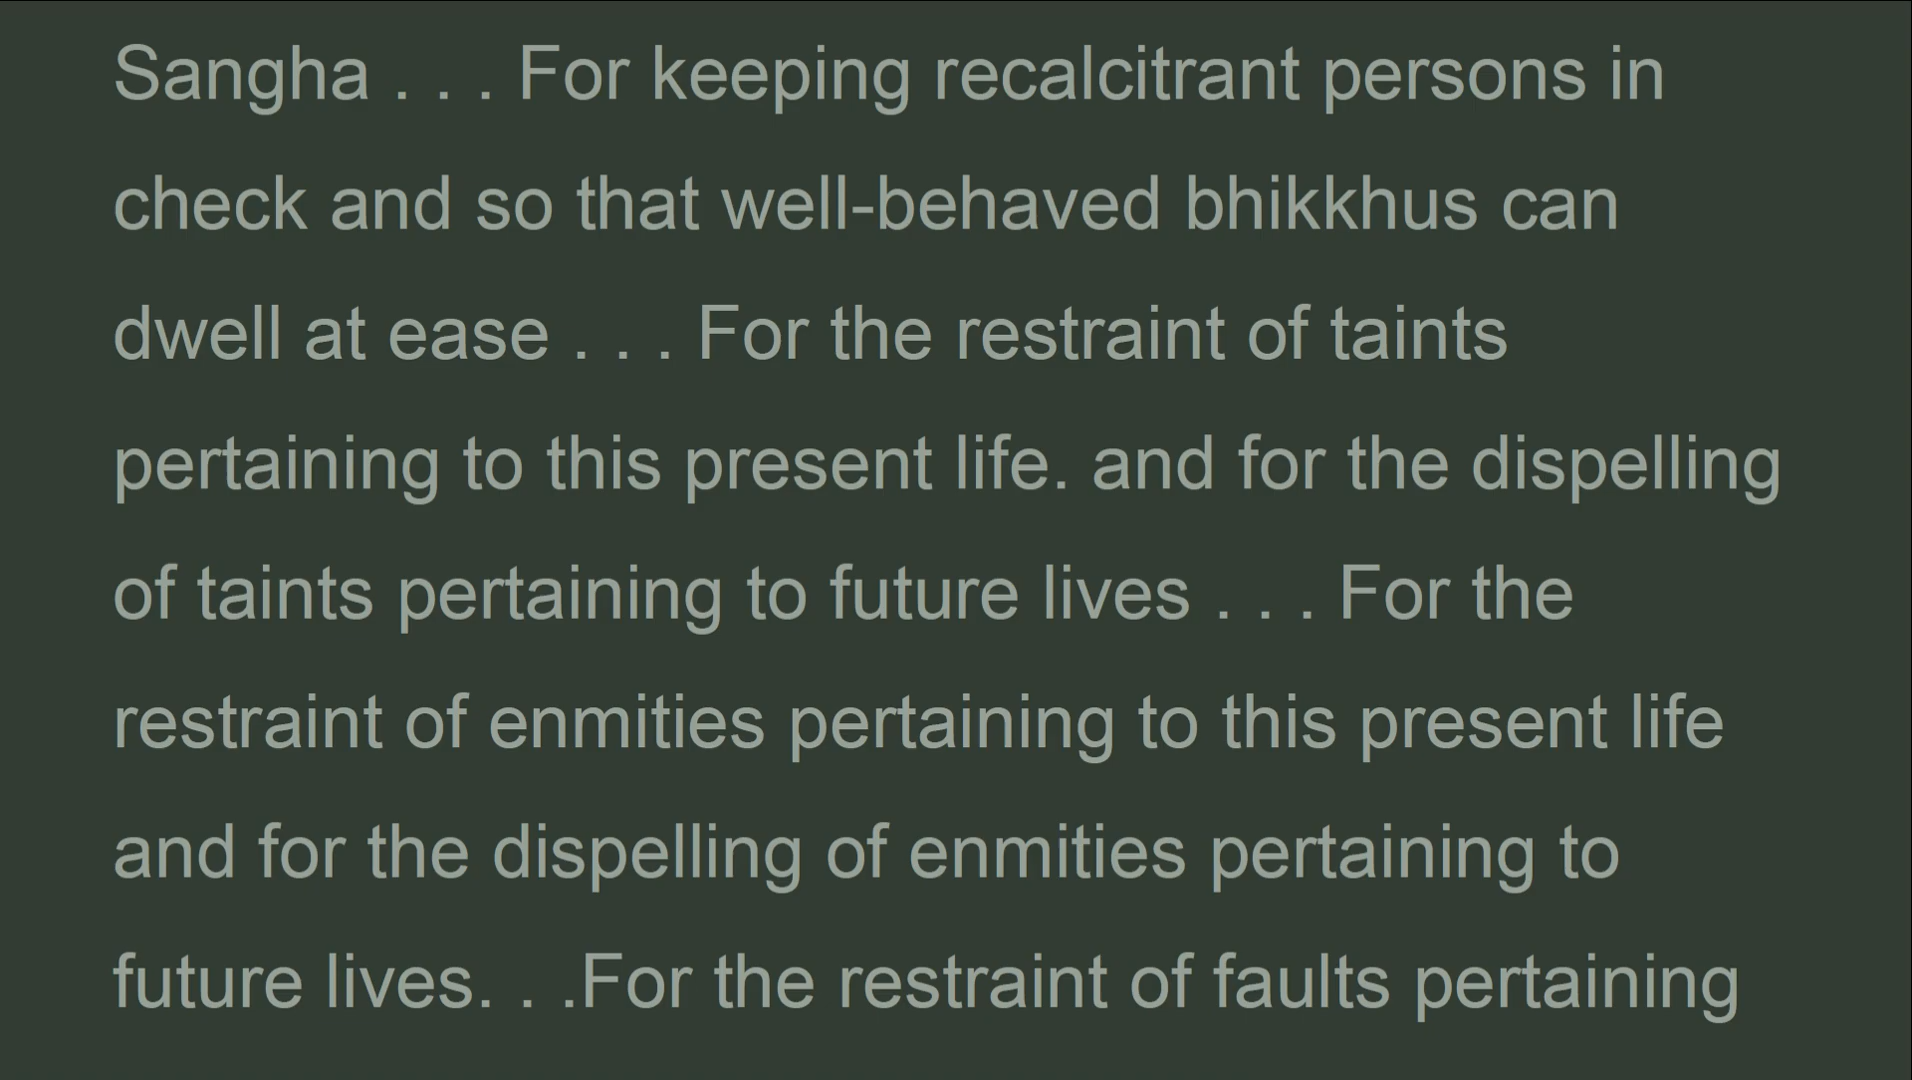 Sangha . . . For keeping recalcitrant persons in
check and so that well-behaved bhikkhus can
dwell at ease . . . For the restraint of taints
pertaining to this present life. and for the dispelling
of taints pertaining to future lives . . . For the
restraint of enmities pertaining to this present life
and for the dispelling of enmities pertaining to
future lives. . .For the restraint of faults pertaining